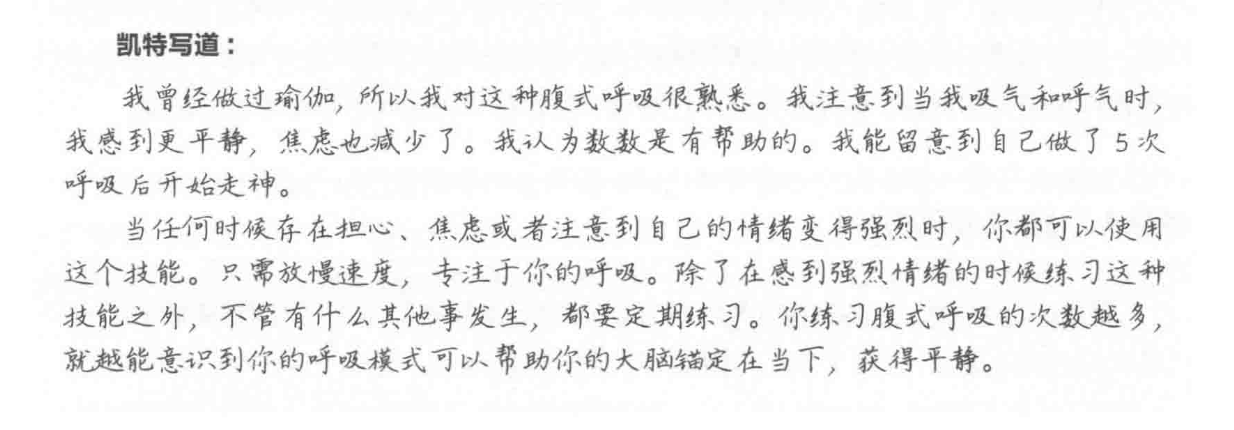 凯特写道：
我曾经做过瑜伽，所以我对这种腹式呼吸很熟悉。我注意到当我吸气和呼气时，
我感到更平静，焦虑也减少了。我认为数数是有帮助的。我能留意到自己做了5次
呼吸后开始走神。
当任何时候存在担心、焦虑或者注意到自己的情绪变得强烈时，你都可以使用
这个技能。只需放慢速度，专注于你的呼吸。除了在感到强烈情绪的时候练习这种
技能之外，不管有什么其他事发生，都要定期练习。你练习腹式呼吸的次数越多，
就越能意识到你的呼吸模式可以帮助你的大脑锚定在当下，获得平静。